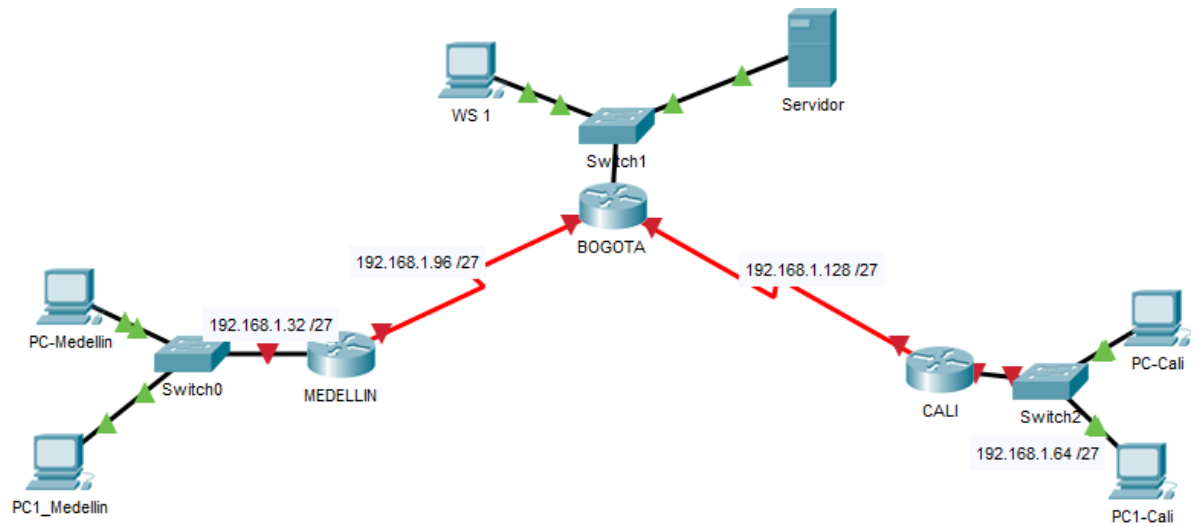 WS 1
Servidor
Switch1
BOGOTA
192.168.1.96 /27
192.168.1.128 /27
PC-Medellin
192.168.1.32 /27
Switch0
MEDELLIN
PC1_Medellin
PC-Cali
CALI
Switch2
192.168.1.64 /27
PC1-Cali